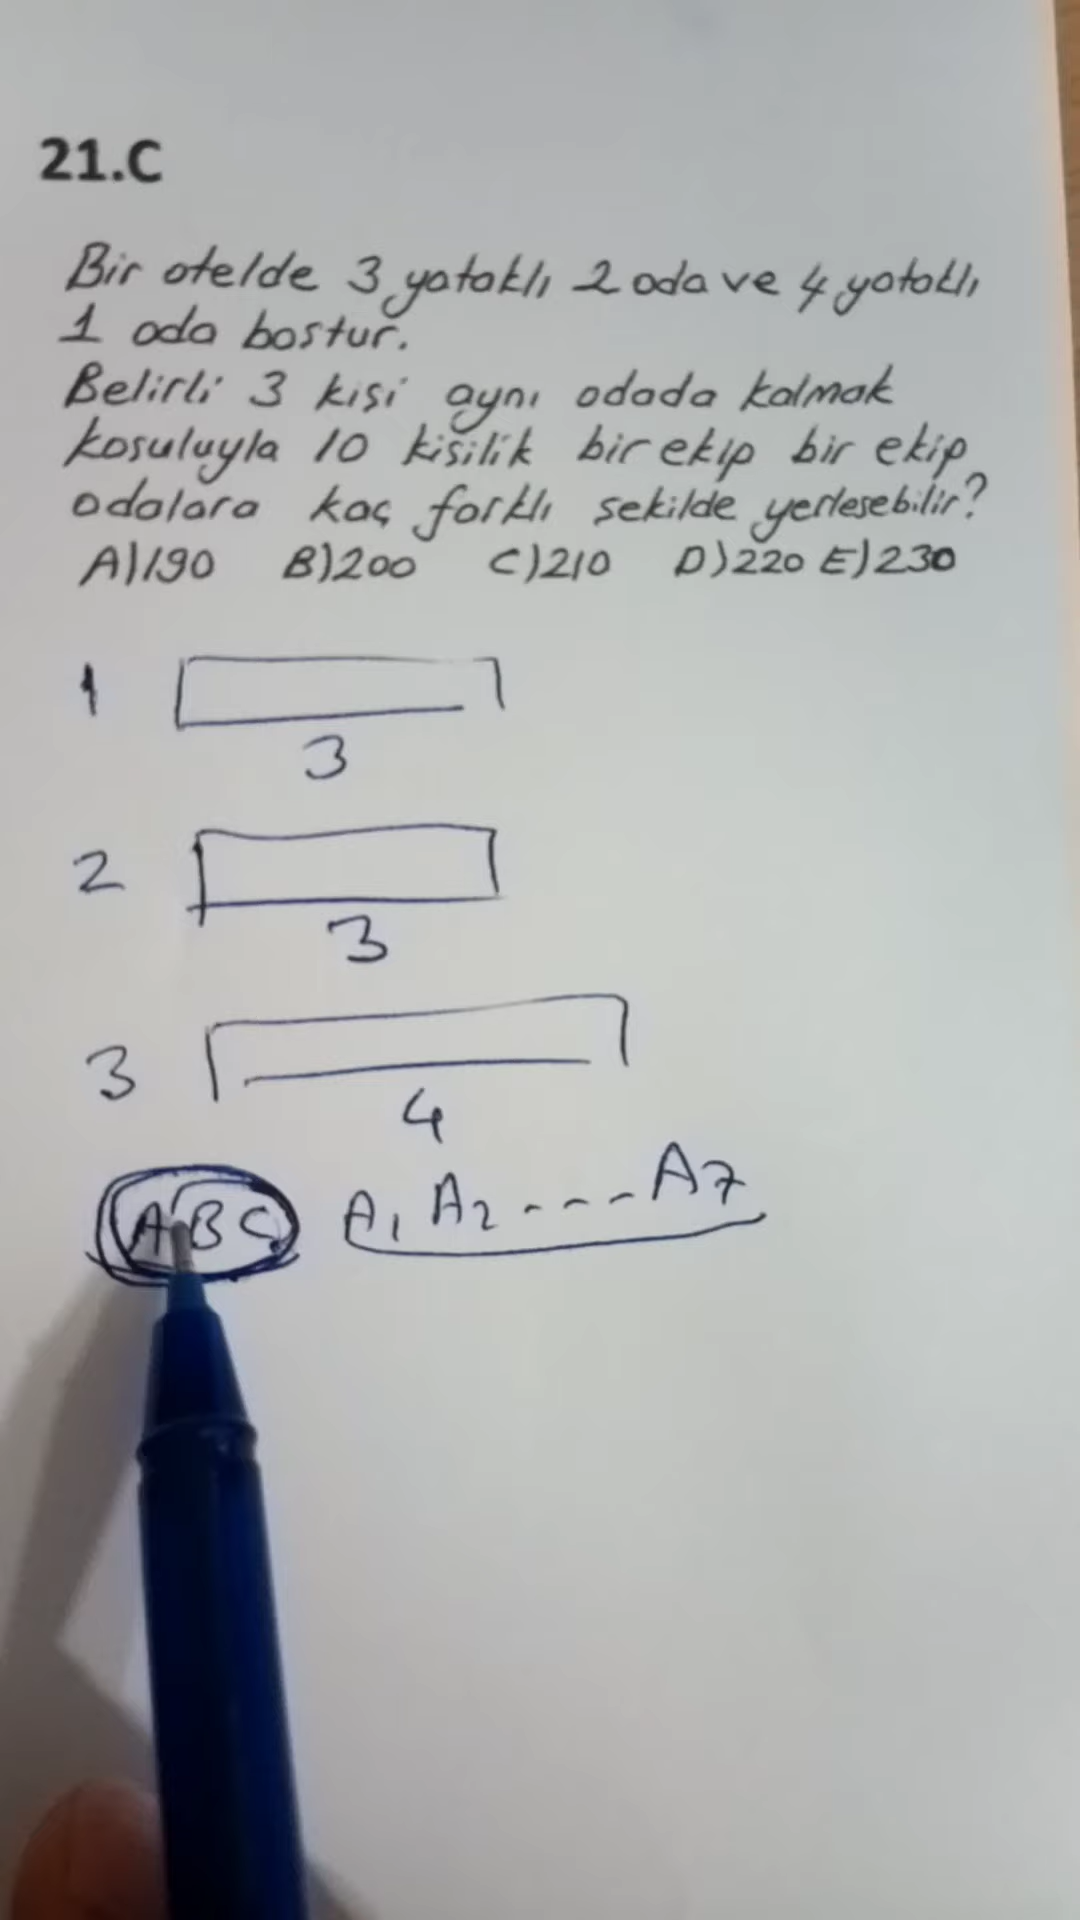 21.C
Bir otelde 3 yataklı 2 oda ve 4 yataklı
1 oda bostur.
Belirli 3 kişi aynı odada kalmak
koşuluyla 10 kişilik bir ekip bir ekip
odalara kaç farklı şekilde yerleşebilir?
A)190 B)200 C)210 D)220 E)230
1
3
2
3
3
4
A B C A1 A2 ---- A7